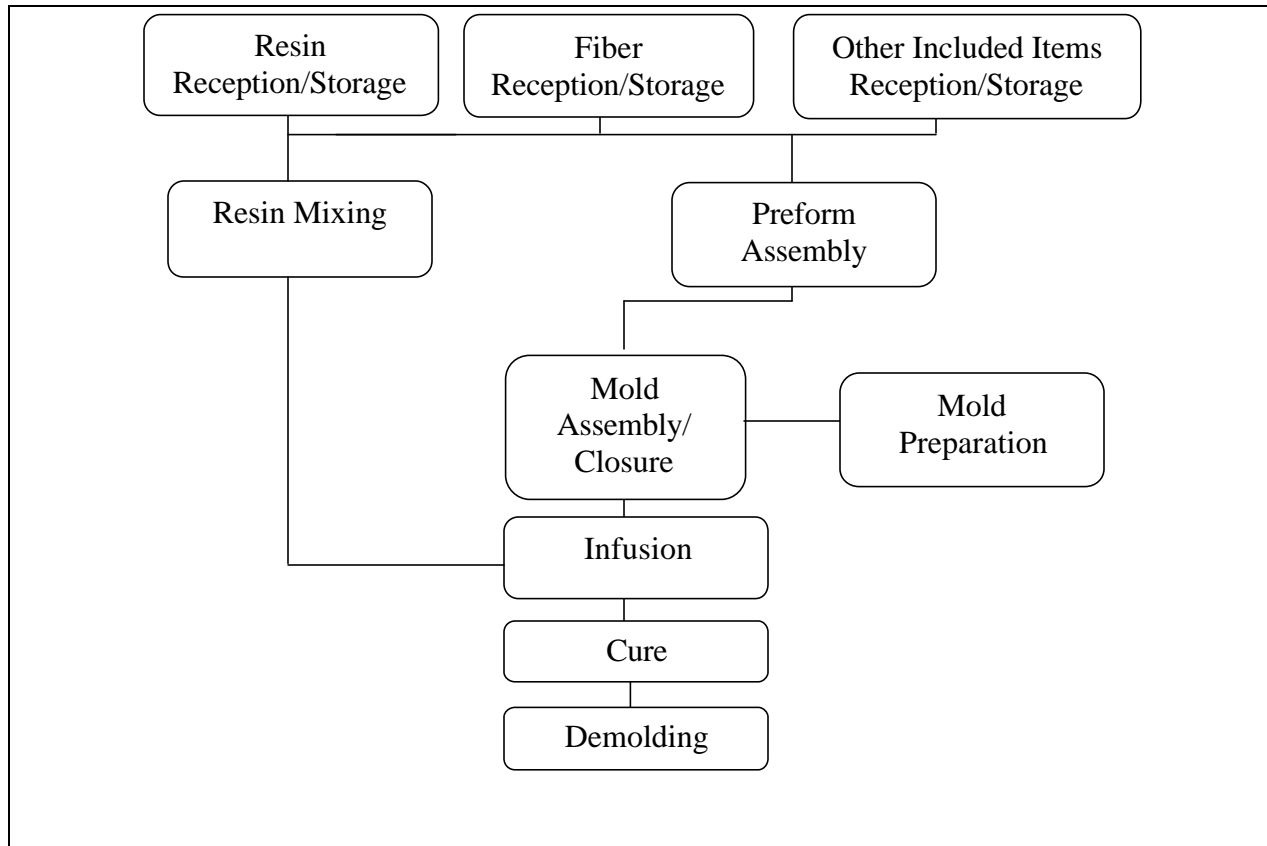 Resin
Reception/Storage
Fiber
Reception/Storage
Other Included Items
Reception/Storage
Resin Mixing
Preform
Assembly
Mold
Assembly/
Closure
Mold
Preparation
Infusion
Cure
Demolding